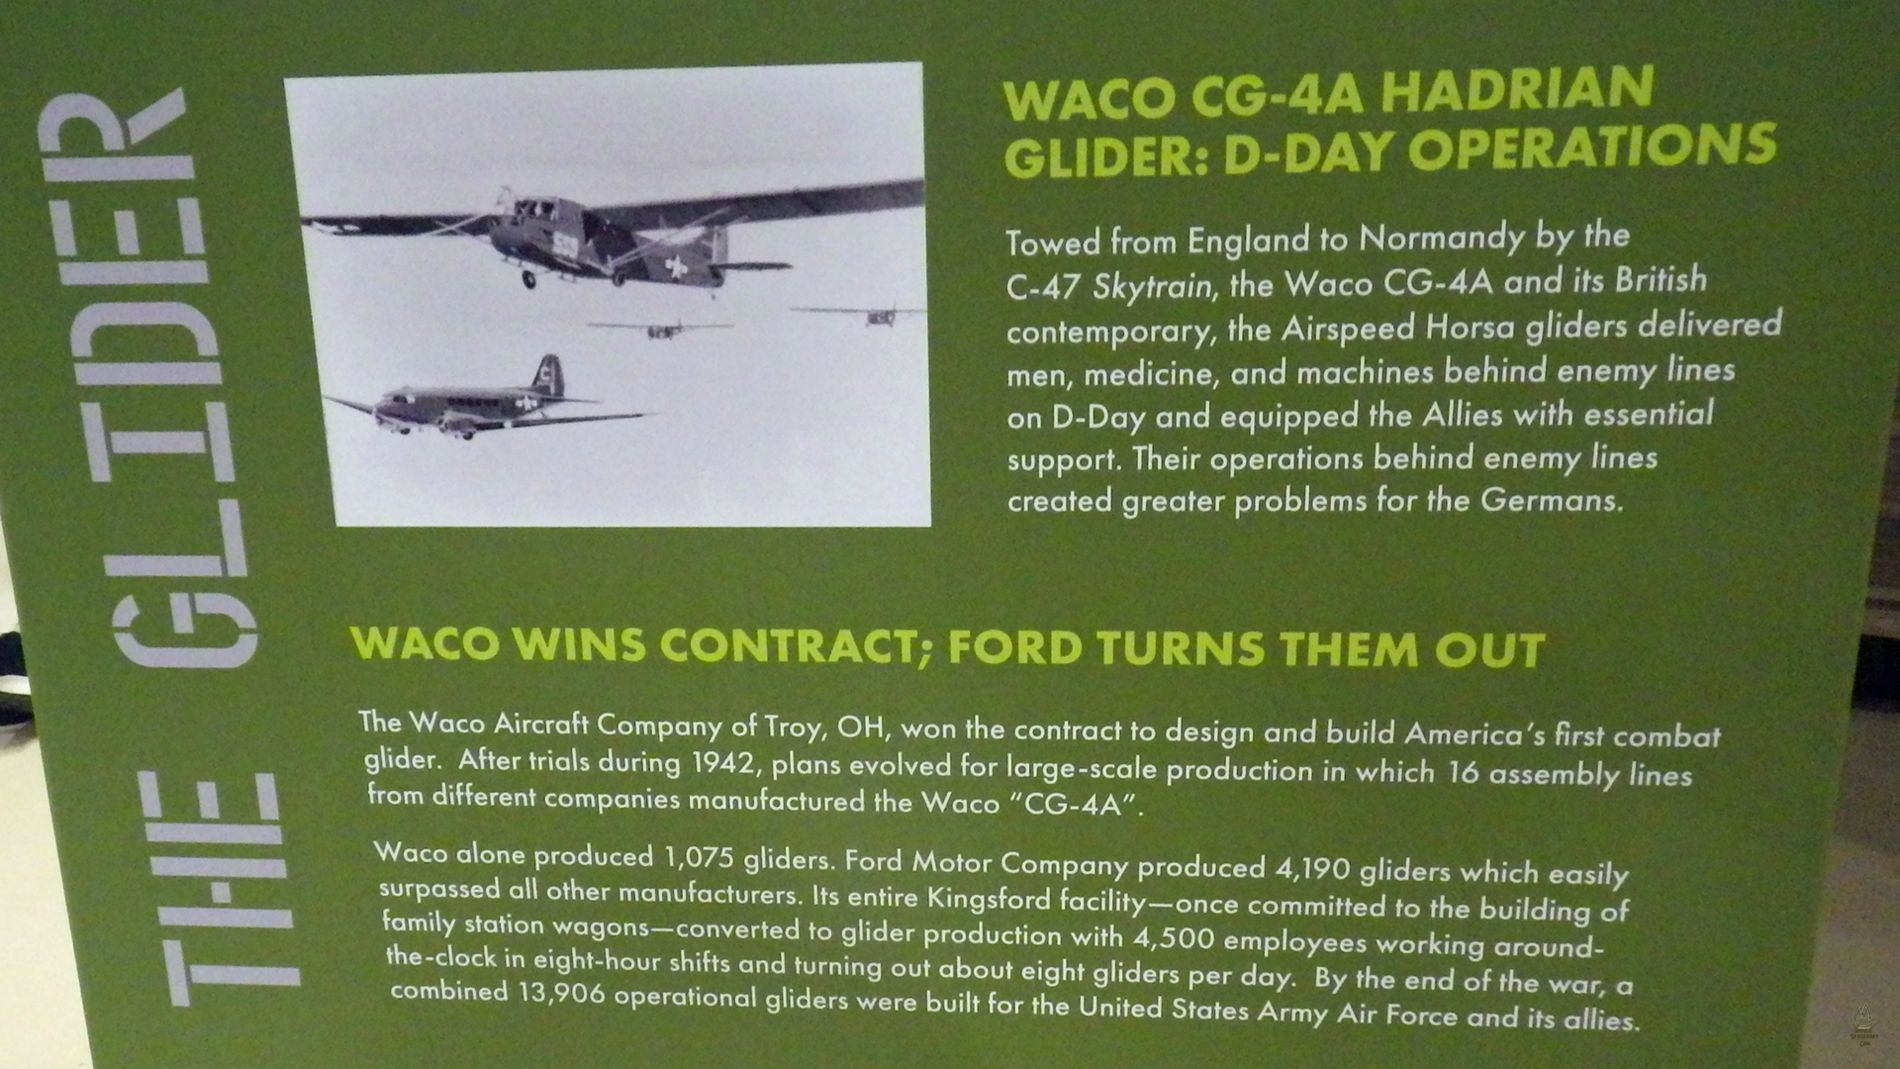 THE GLIDER
WACO CG-4A HADRIAN
GLIDER: D-DAY OPERATIONS
Towed from England to Normandy by the
C-47 Skytrain, the Waco CG-4A and its British
contemporary, the Airspeed Horsa gliders delivered
men, medicine, and machines behind enemy lines
on D-Day and equipped the Allies with essential
support. Their operations behind enemy lines
created greater problems for the Germans.
WACO WINS CONTRACT; FORD TURNS THEM OUT
The Waco Aircraft Company of Troy, OH, won the contract to design and build America's first combat
glider. After trials during 1942, plans evolved for large-scale production in which 16 assembly lines
from different companies manufactured the Waco "CG-4A".
Waco alone produced 1,075 gliders. Ford Motor Company produced 4,190 gliders which easily
surpassed all other manufacturers. Its entire Kingsford facility—once committed to the building of
family station wagons—converted to glider production with 4,500 employees working around-
the-clock in eight-hour shifts and turning out about eight gliders per day. By the end of the war, a
combined 13,906 operational gliders were built for the United States Army Air Force and its allies.